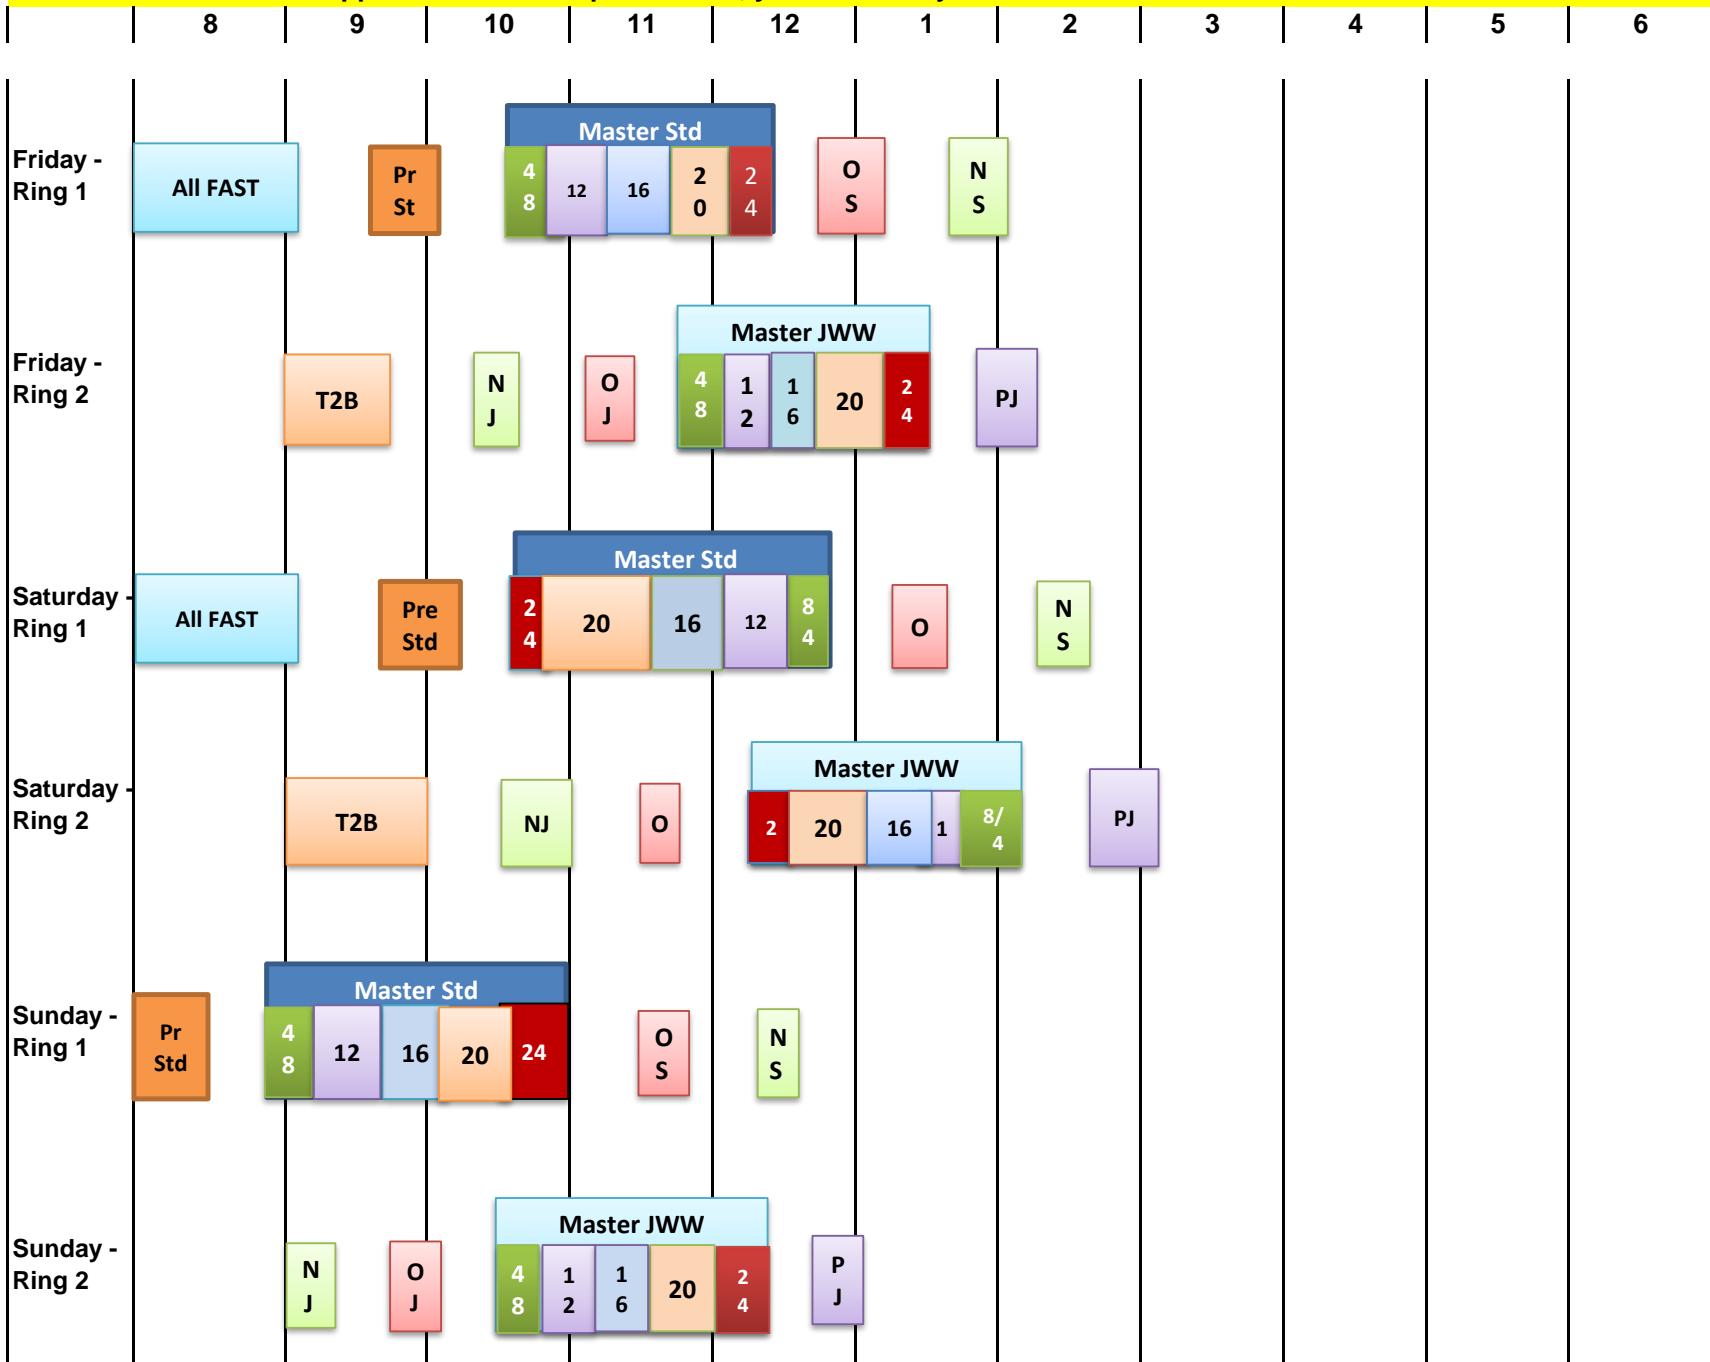 8 9 10 11 12 1 2 3 4 5 6
Friday -
Ring 1
All FAST
Pr
St
Master Std
4
8
12
16
2
0
2
4
O
S
N
S
Friday -
Ring 2
T2B
N
J
O
J
Master JWW
4
8
1
2
1
6
20
2
4
PJ
Saturday -
Ring 1
All FAST
Pre
Std
Master Std
2
4
20
16
12
8
4
O
N
S
Saturday -
Ring 2
T2B
NJ
O
Master JWW
2
20
16
1
8/
4
PJ
Sunday -
Ring 1
Pr
Std
Master Std
4
8
12
16
20
24
O
S
N
S
Sunday -
Ring 2
N
J
O
J
Master JWW
4
8
1
2
1
6
20
2
4
P
J